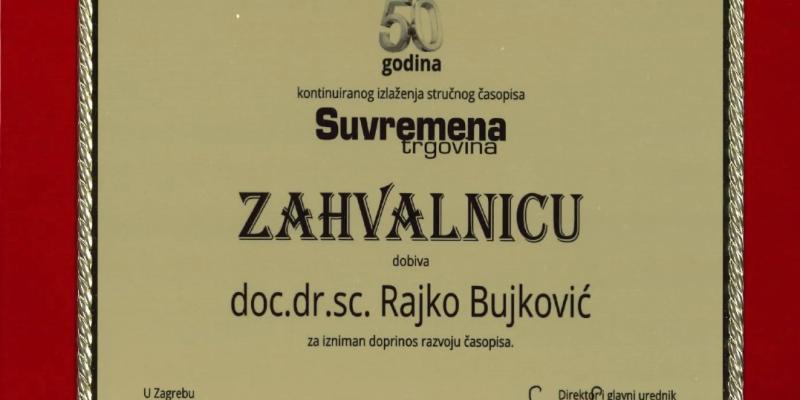 50
godina
kontinuiranog izlaženja stručnog časopisa
Suvremena
trgovina
ZAHVALNICU
dobiva
doc.dr.sc. Rajko Bujković
za izniman doprinos razvoju časopisa.
U Zagrebu
Direktor i glavni urednik